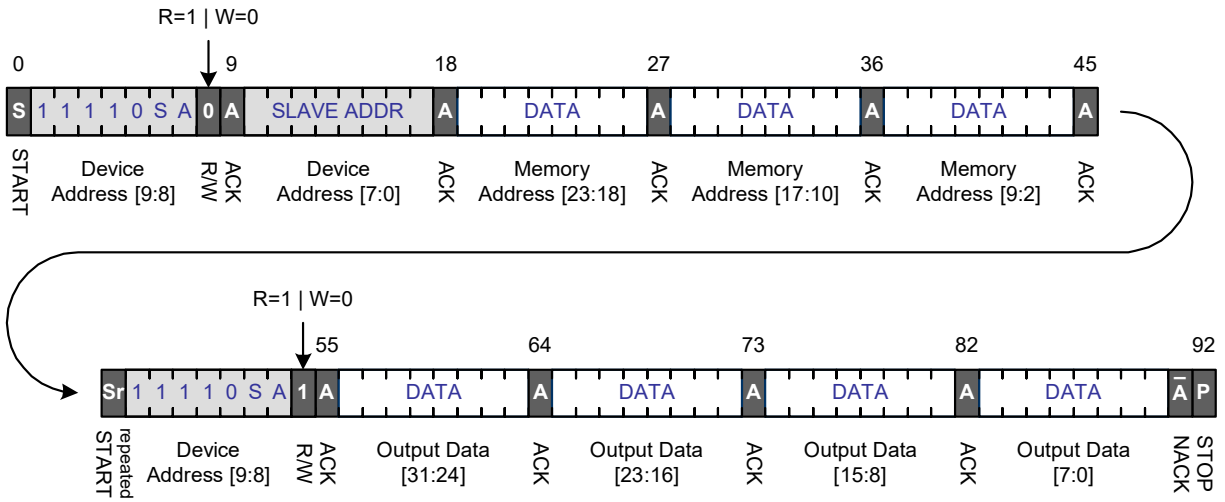 R=1 | W=0
0 9 18 27 36 45
S 1 1 1 1 0 S A 0 A SLAVE ADDR A DATA A DATA A DATA A
START Device Address [9:8] R/W ACK Device Address [7:0] ACK Memory Address [23:18] ACK Memory Address [17:10] ACK Memory Address [9:2] ACK
R=1 | W=0
55 64 73 82 92
Sr 1 1 1 1 0 S A 1 A DATA A DATA A DATA A DATA A̅ P
repeated START Device Address [9:8] R/W ACK Output Data [31:24] ACK Output Data [23:16] ACK Output Data [15:8] ACK Output Data [7:0] NACK STOP